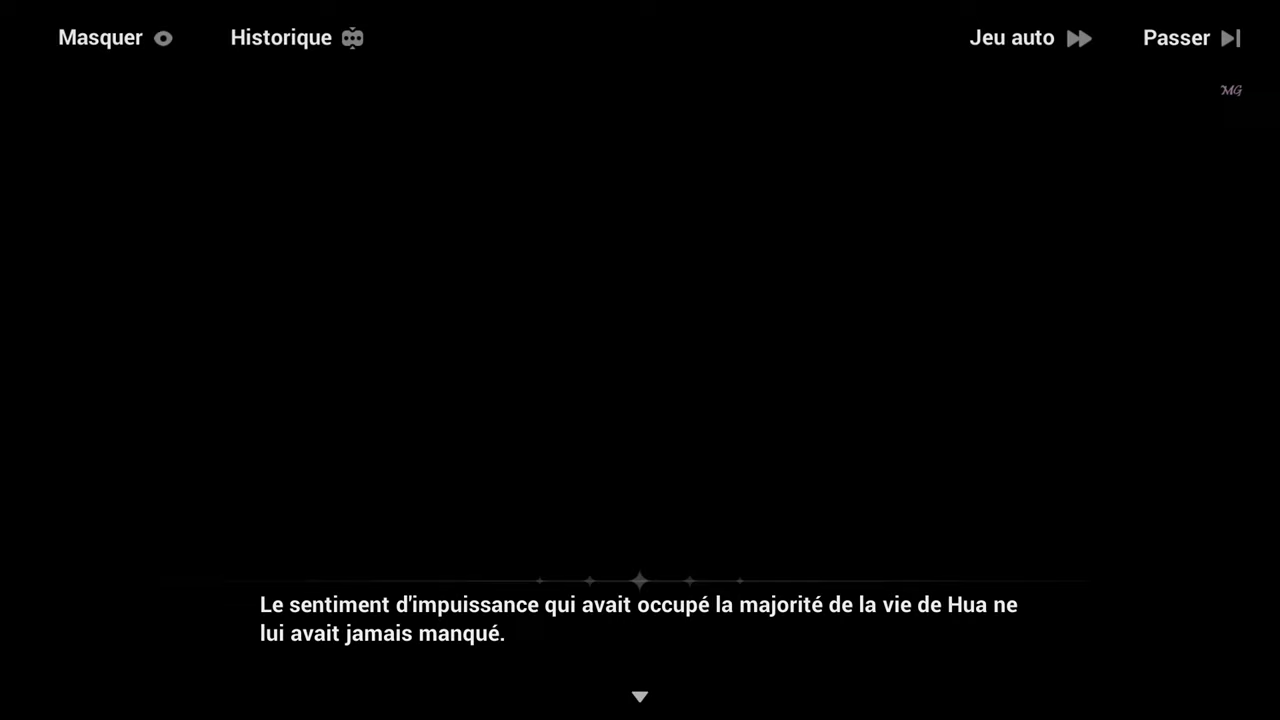 Masquer Historique Jeu auto Passer
MG
Le sentiment d'impuissance qui avait occupé la majorité de la vie de Hua ne
lui avait jamais manqué.